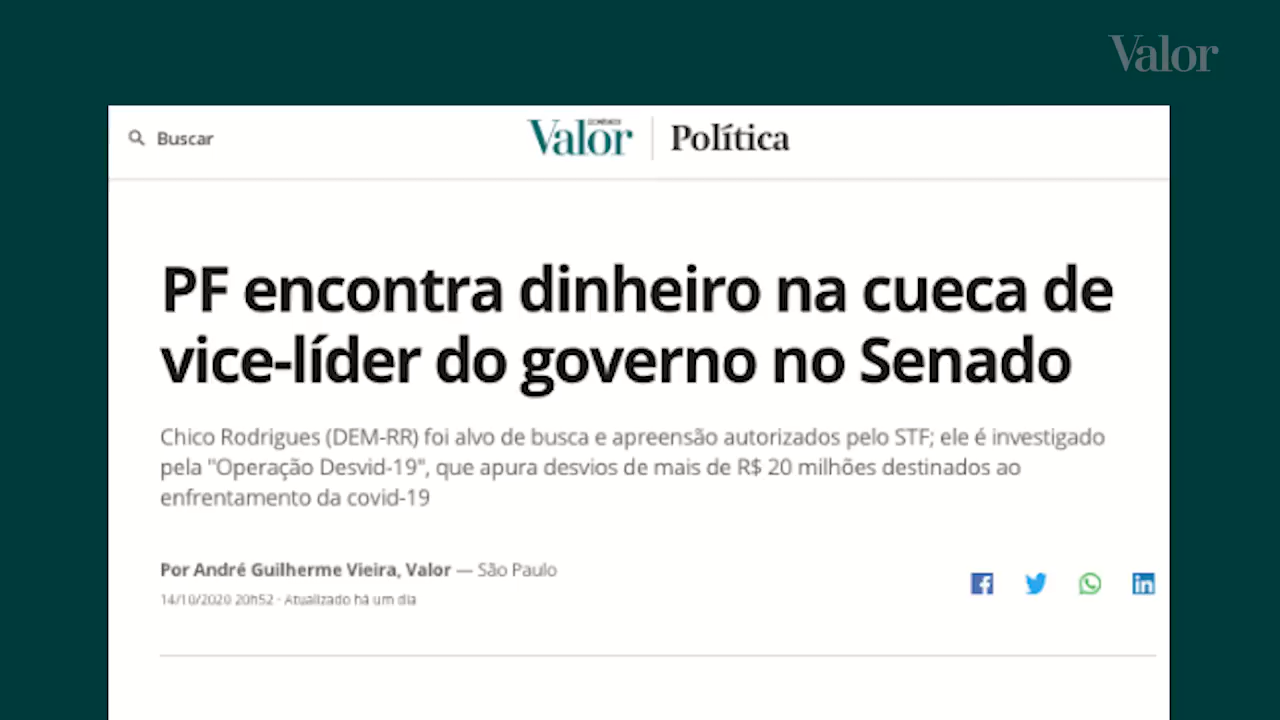 Valor
Buscar
Valor
Política
PF encontra dinheiro na cueca de
vice-líder do governo no Senado
Chico Rodrigues (DEM-RR) foi alvo de busca e apreensão autorizados pelo STF; ele é investigado
pela "Operação Desvid-19", que apura desvios de mais de R$ 20 milhões destinados ao
enfrentamento da covid-19
Por André Guilherme Vieira, Valor — São Paulo
14/10/2020 20h52 · Atualizado há um dia